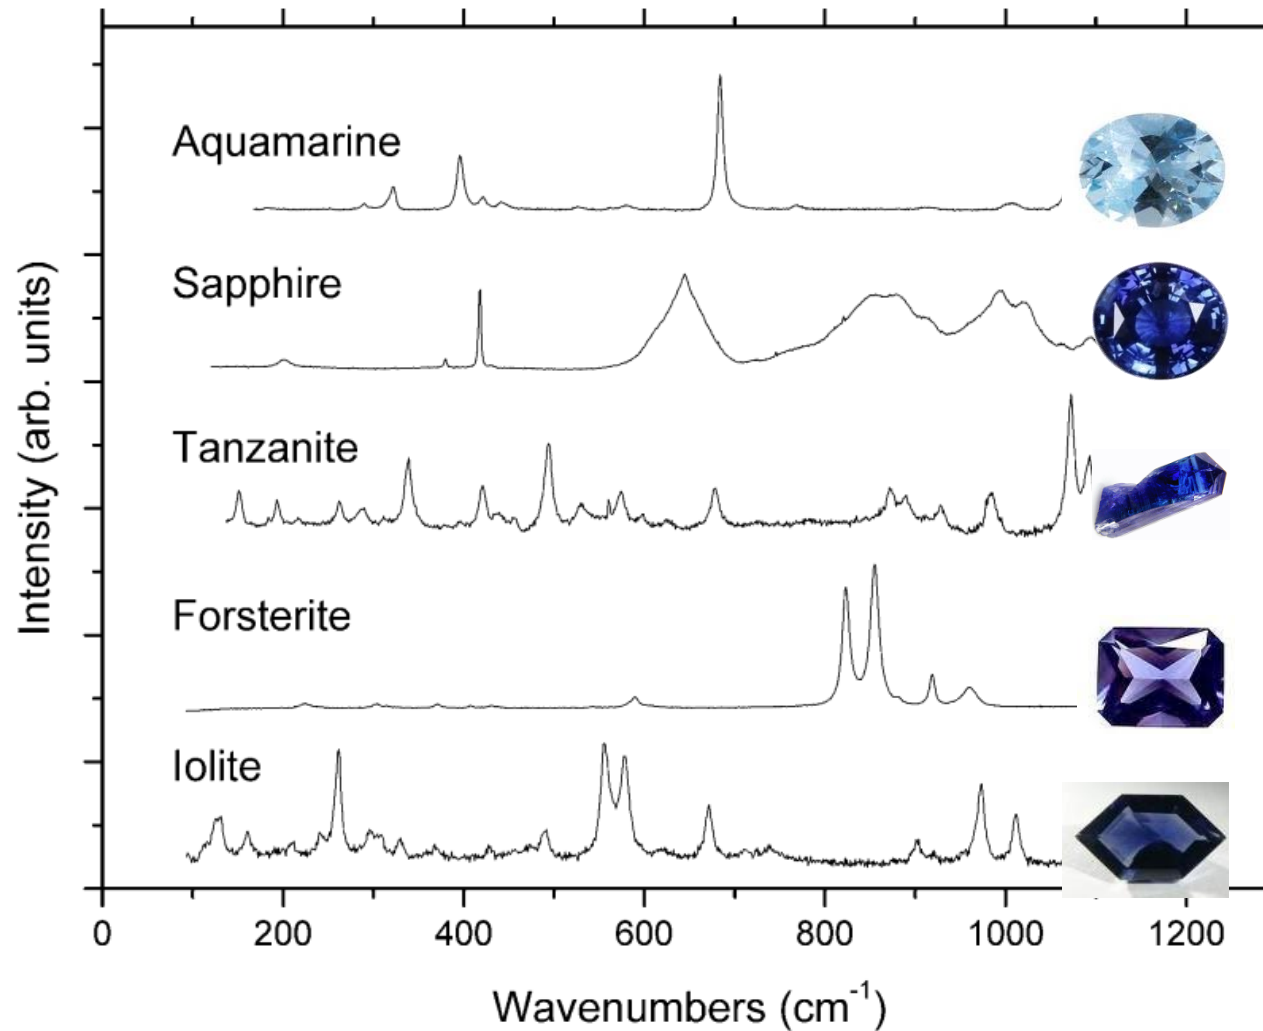 Aquamarine
Sapphire
Tanzanite
Forsterite
Iolite
Intensity (arb. units)
0 200 400 600 800 1000 1200
Wavenumbers (cm⁻¹)